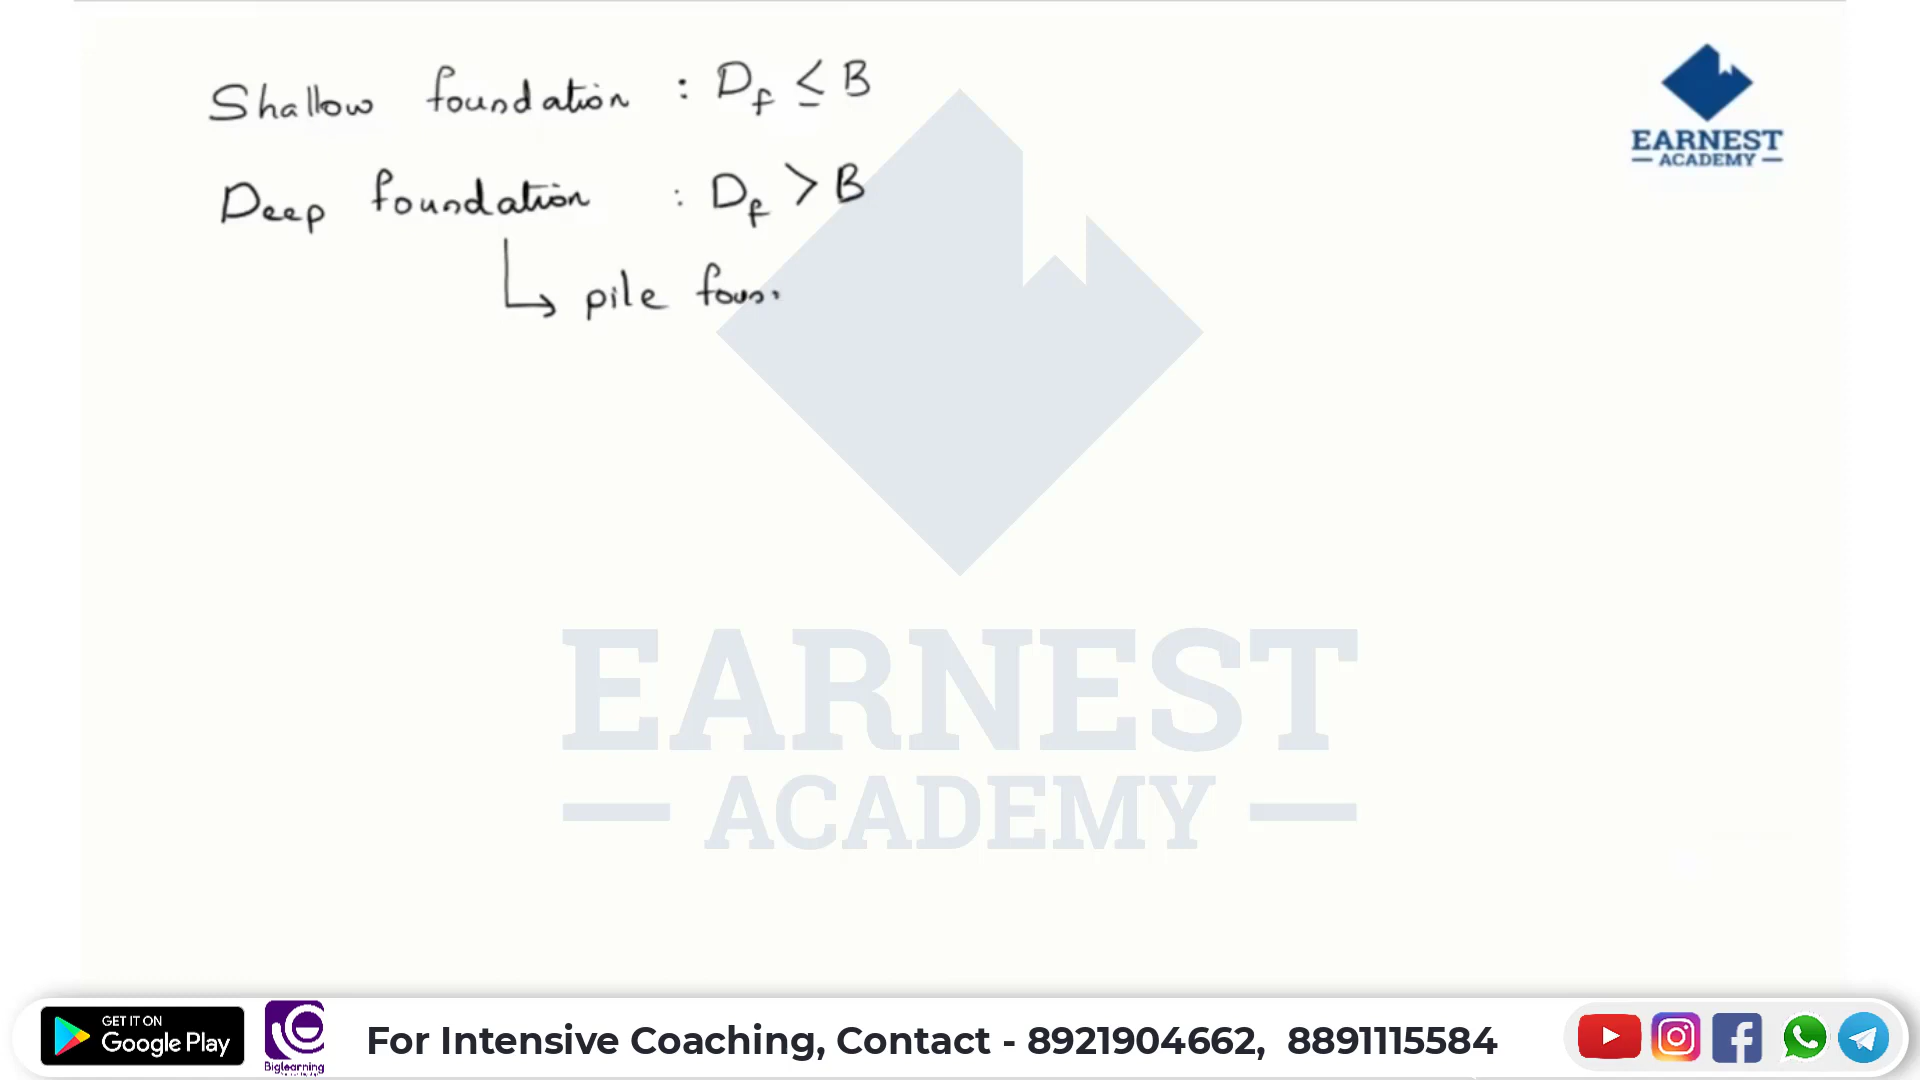 Shallow foundation : Df ≤ B
Deep foundation : Df > B
↳ pile foun
EARNEST
ACADEMY
EARNEST
ACADEMY
GET IT ON
Google Play
Biglearning
For Intensive Coaching, Contact - 8921904662, 8891115584